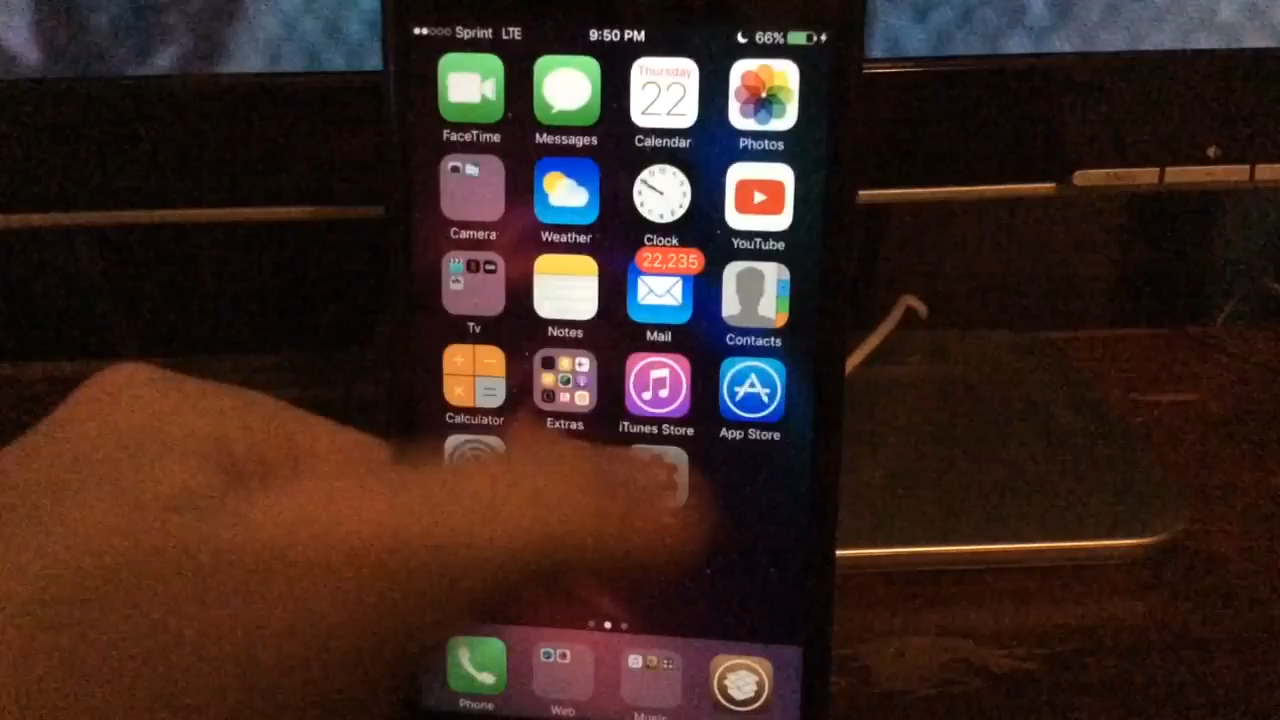 Sprint LTE 9:50 PM 66%
Thursday
22
FaceTime Messages Calendar Photos
Camera Weather Clock YouTube
22,235
Tv Notes Mail Contacts
Calculator Extras iTunes Store App Store
Phone Web Music